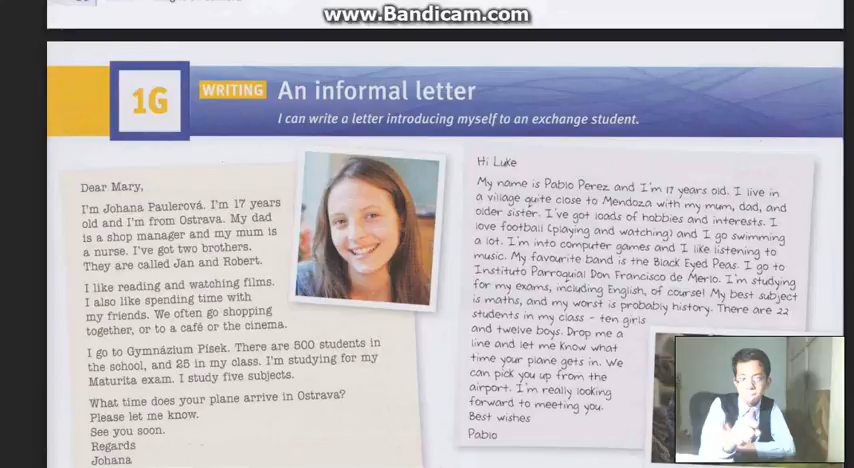 www.Bandicam.com
1G
WRITING An informal letter
I can write a letter introducing myself to an exchange student.
Dear Mary,
I'm Johana Paulerová. I'm 17 years
old and I'm from Ostrava. My dad
is a shop manager and my mum is
a nurse. I've got two brothers.
They are called Jan and Robert.
I like reading and watching films.
I also like spending time with
my friends. We often go shopping
together, or to a café or the cinema.
I go to Gymnázium Písek. There are 500 students in
the school, and 25 in my class. I'm studying for my
Maturita exam. I study five subjects.
What time does your plane arrive in Ostrava?
Please let me know.
See you soon.
Regards
Johana
Hi Luke
My name is Pablo Perez and I'm 17 years old. I live in
a village quite close to Mendoza with my mum, dad, and
older sister. I've got loads of hobbies and interests. I
love football (playing and watching) and I go swimming
a lot. I'm into computer games and I like listening to
music. My favourite band is the Black Eyed Peas. I go to
Instituto Parroquial Don Francisco de Merlo. I'm studying
for my exams, including English, of course! My best subject
is maths, and my worst is probably history. There are 22
students in my class – ten girls
and twelve boys. Drop me a
line and let me know what
time your plane gets in. We
can pick you up from the
airport. I'm really looking
forward to meeting you.
Best wishes
Pablo